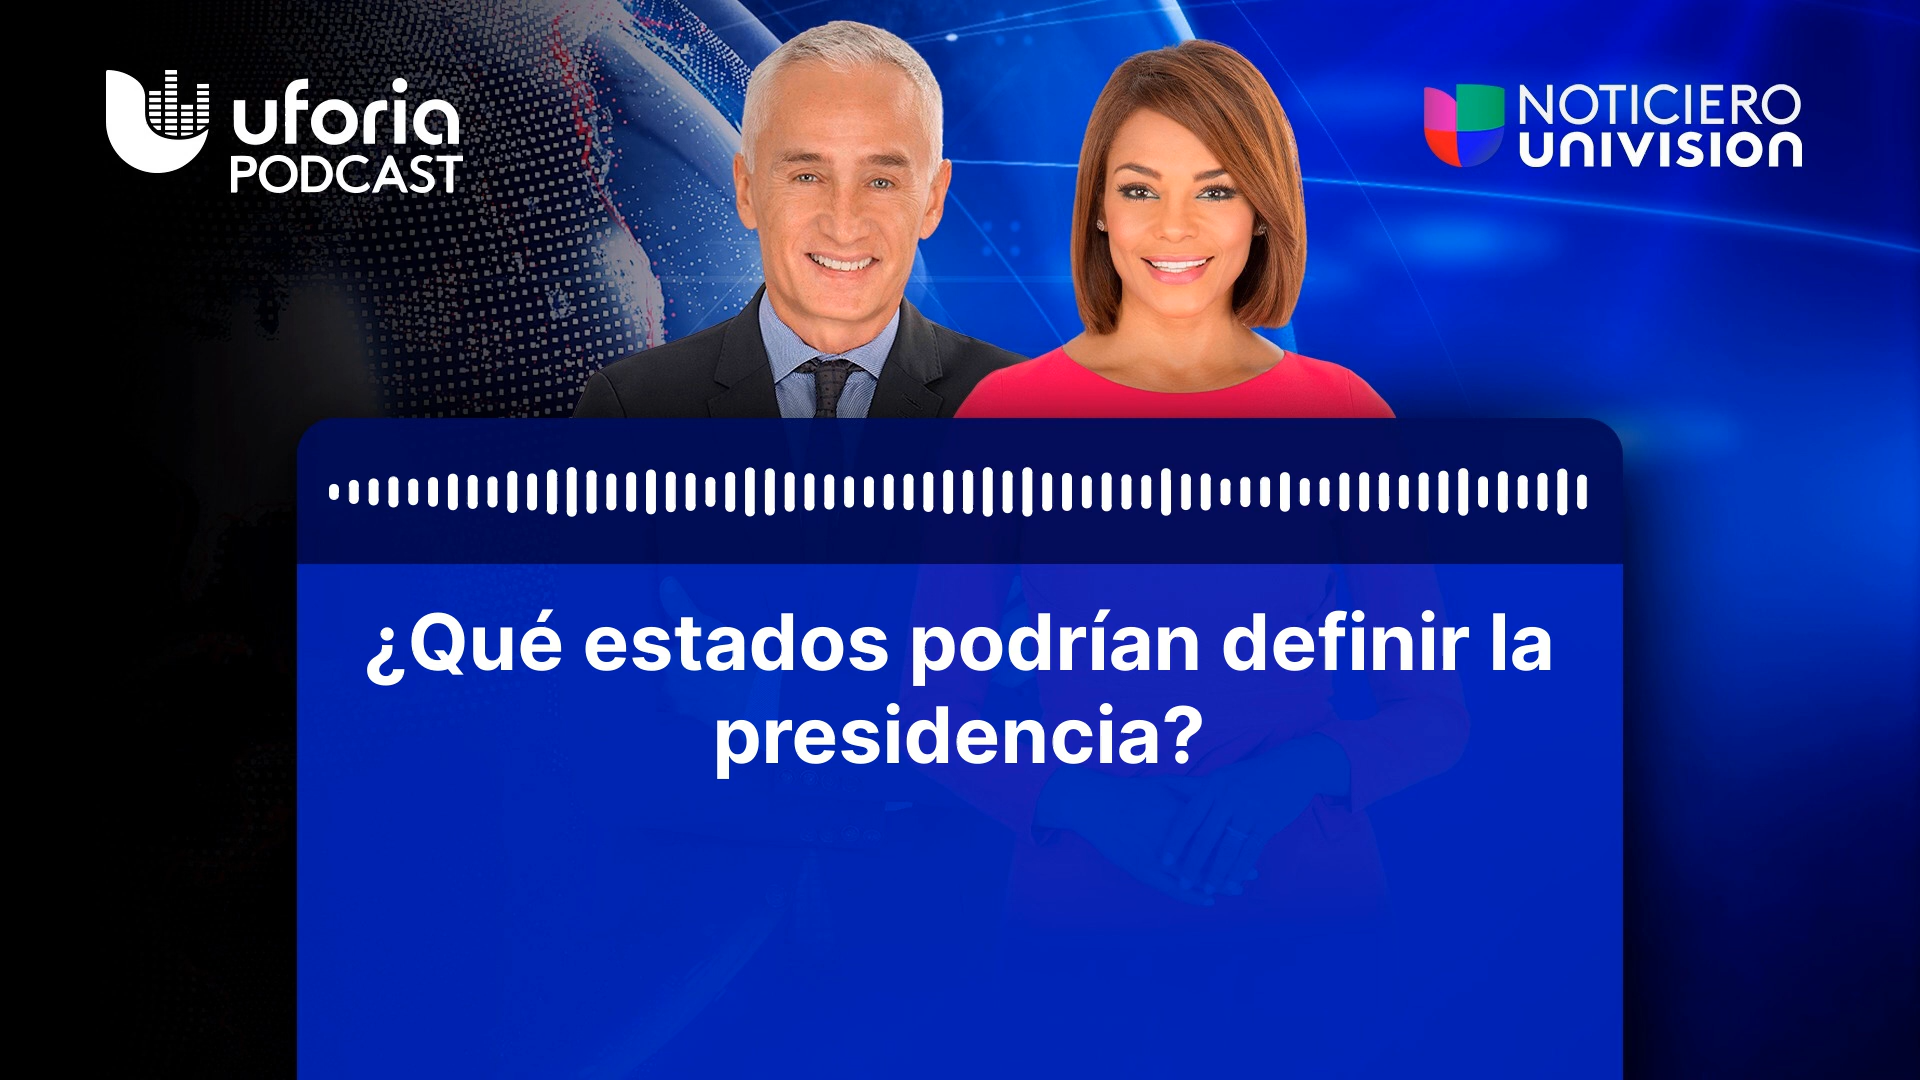 uforia
PODCAST
NOTICIERO
UNIVISION
¿Qué estados podrían definir la
presidencia?